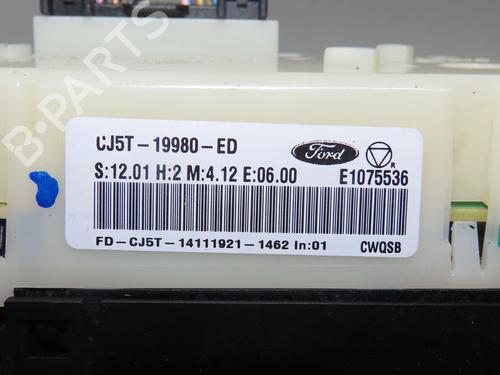 B-PARTS
CJ5T-19980-ED
Ford
R
S:12.01 H:2 M:4.12 E:06.00
E1075536
FD-CJ5T-14111921-1462 In:01
CWQSB